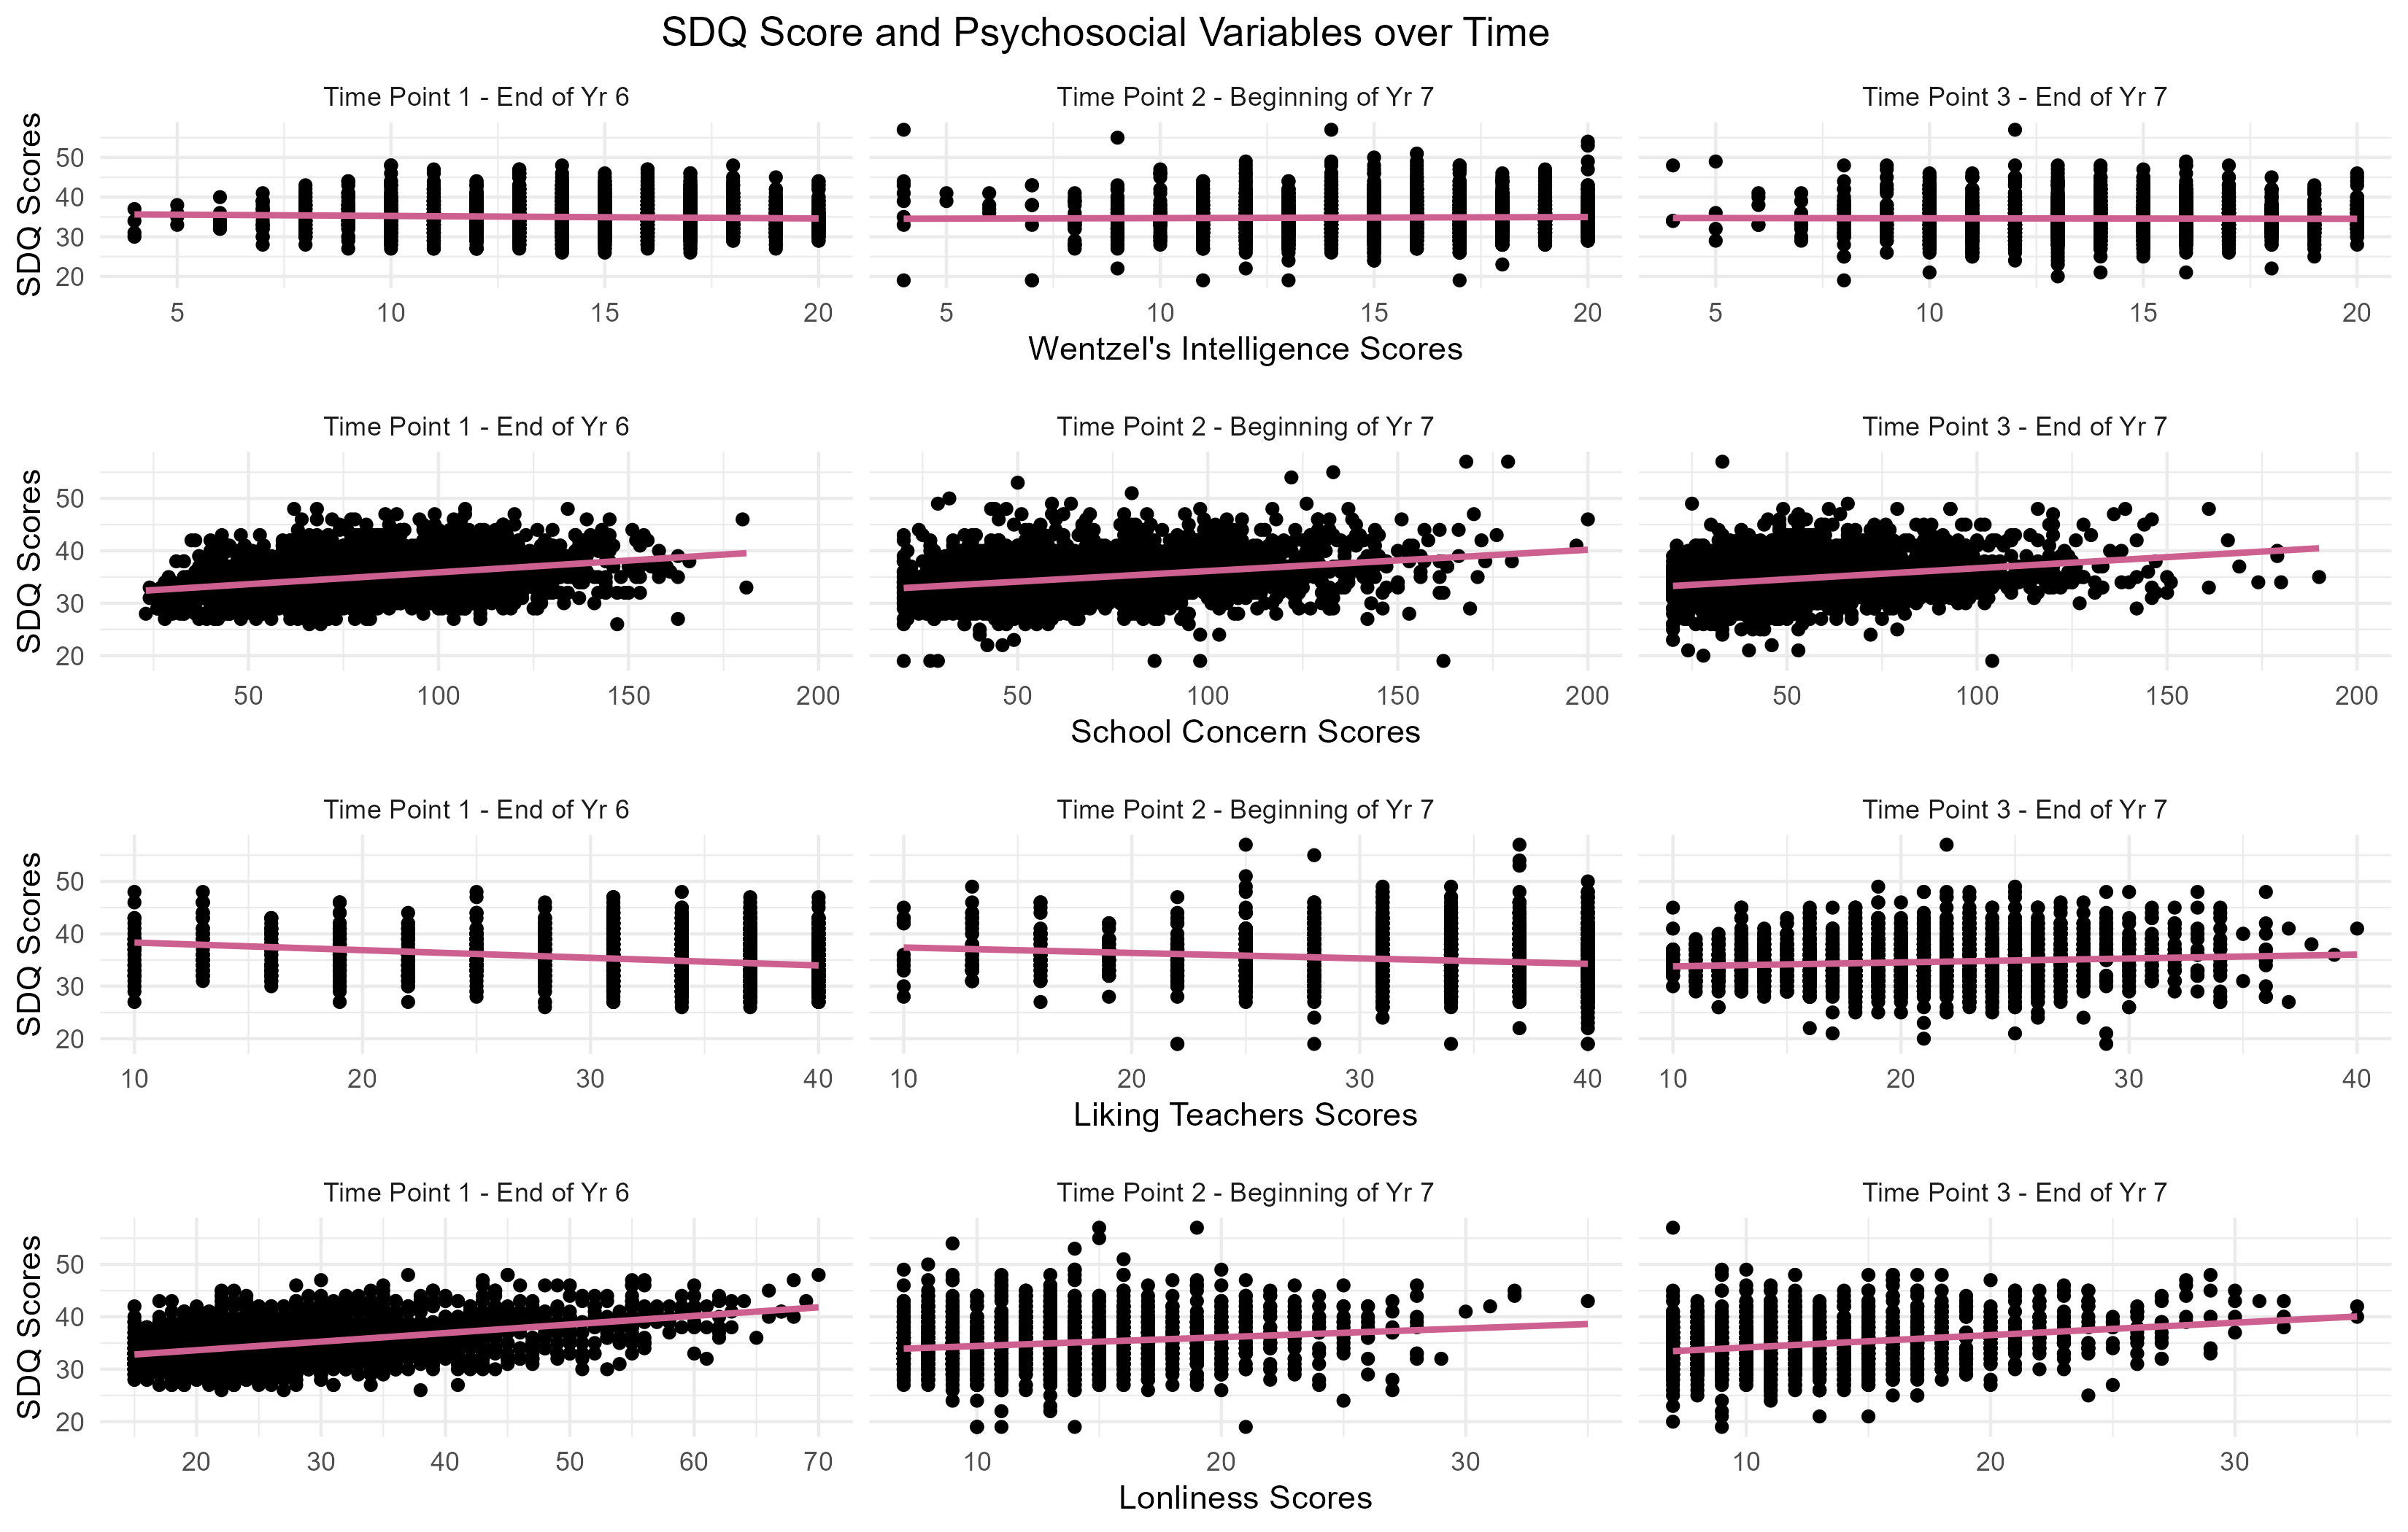 SDQ Score and Psychosocial Variables over Time
Time Point 1 - End of Yr 6
Time Point 2 - Beginning of Yr 7
Time Point 3 - End of Yr 7
SDQ Scores
50
40
30
20
5 10 15 20
5 10 15 20
5 10 15 20
Wentzel's Intelligence Scores
Time Point 1 - End of Yr 6
Time Point 2 - Beginning of Yr 7
Time Point 3 - End of Yr 7
SDQ Scores
50
40
30
20
50 100 150 200
50 100 150 200
50 100 150 200
School Concern Scores
Time Point 1 - End of Yr 6
Time Point 2 - Beginning of Yr 7
Time Point 3 - End of Yr 7
SDQ Scores
50
40
30
20
10 20 30 40
10 20 30 40
10 20 30 40
Liking Teachers Scores
Time Point 1 - End of Yr 6
Time Point 2 - Beginning of Yr 7
Time Point 3 - End of Yr 7
SDQ Scores
50
40
30
20
20 30 40 50 60 70
10 20 30
10 20 30
Lonliness Scores